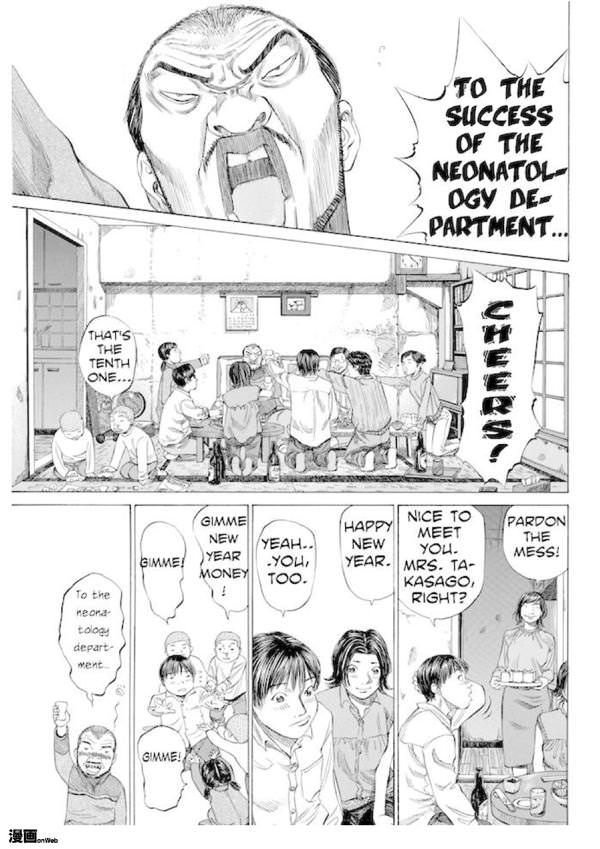 TO THE
SUCCESS
OF THE
NEONATOL-
OGY DE-
PARTMENT...
CHEERS!
THAT'S
THE
TENTH
ONE...
PARDON
THE
MESS!
NICE TO
MEET
YOU.
MRS. TA-
KASAGO,
RIGHT?
HAPPY
NEW
YEAR.
YEAH...
.YOU,
TOO.
GIMME
NEW
YEAR
MONEY
!
GIMME!
GIMME!
To the
neona-
tology
depart-
ment...
漫画onWeb